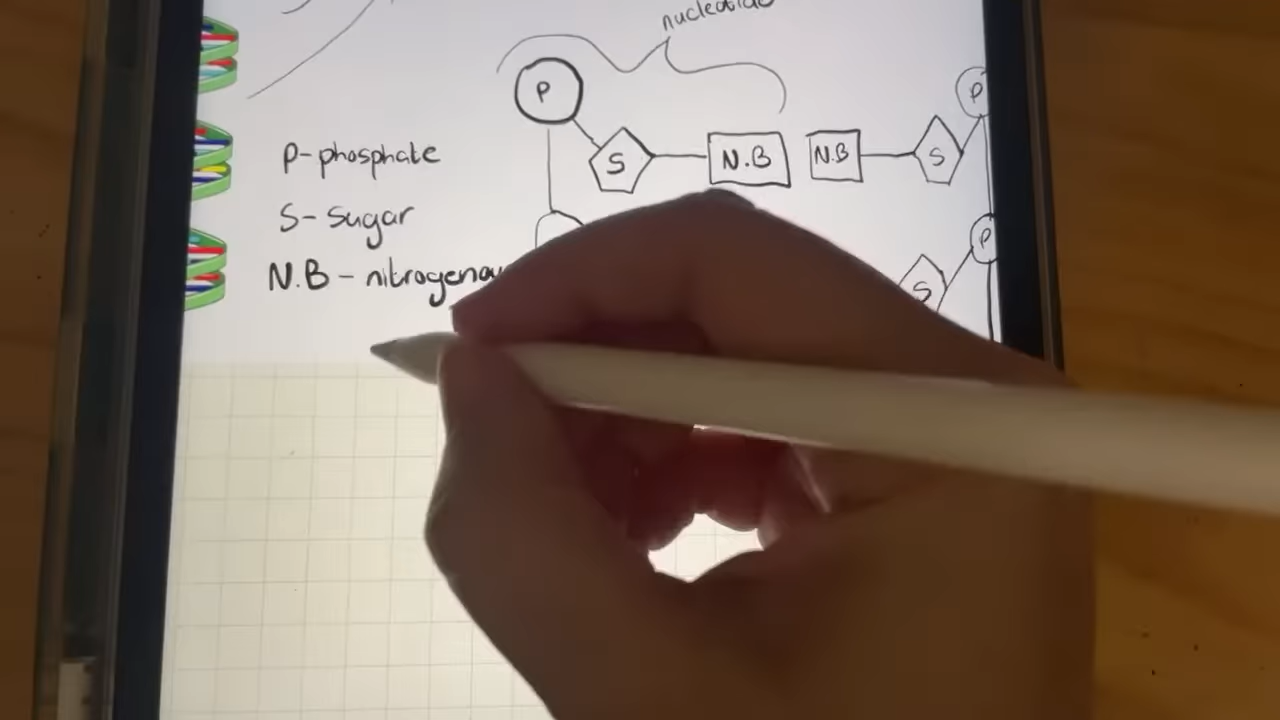 nucleotide
P
P
S
N.B
N.B
S
P-phosphate
S-sugar
P
N.B-nitrogenou
S